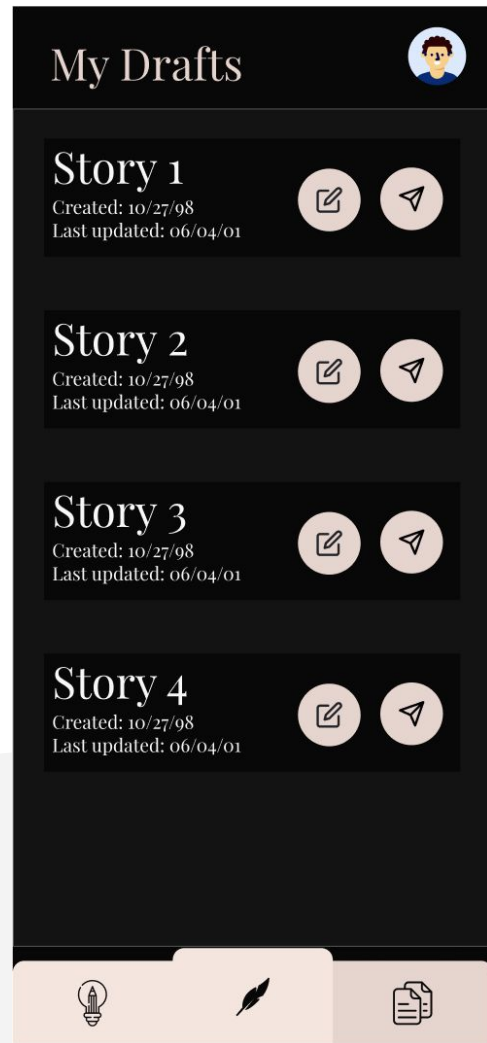 My Drafts
Story 1
Created: 10/27/98
Last updated: 06/04/01
Story 2
Created: 10/27/98
Last updated: 06/04/01
Story 3
Created: 10/27/98
Last updated: 06/04/01
Story 4
Created: 10/27/98
Last updated: 06/04/01